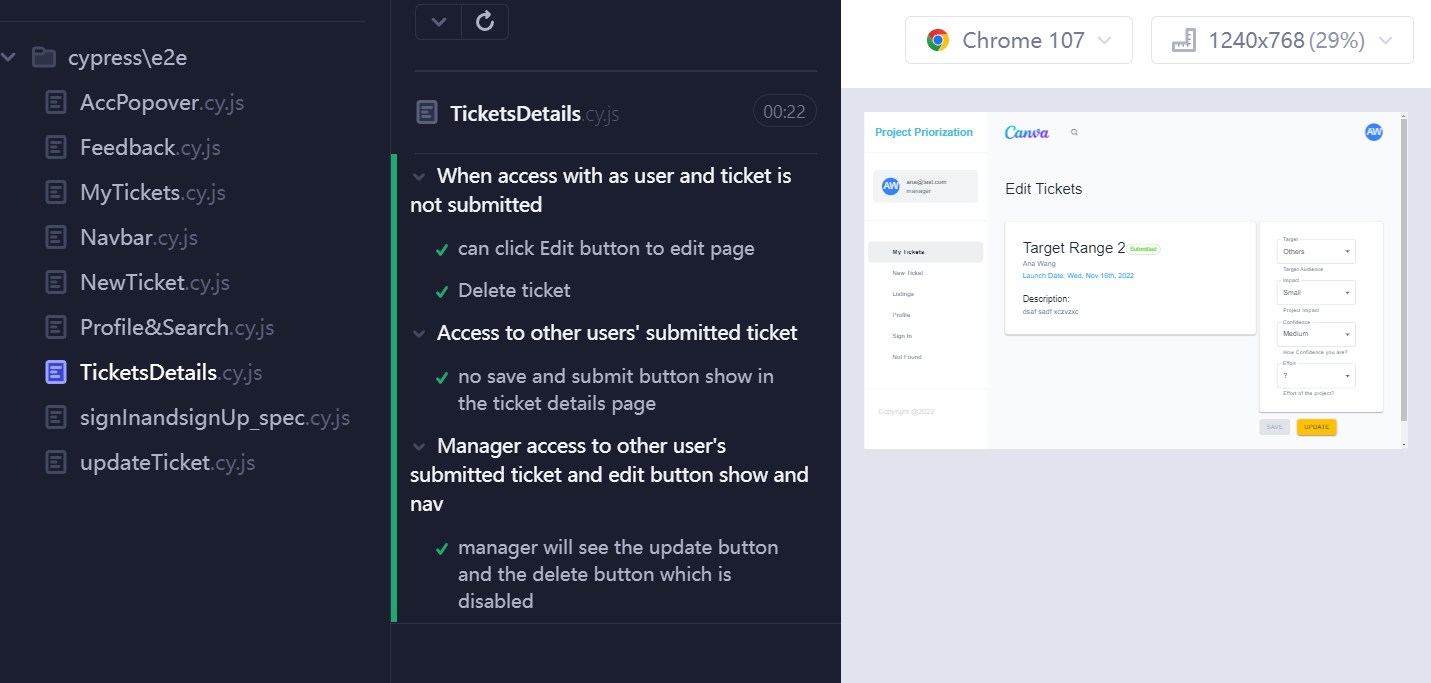 cypress\e2e
AccPopover.cy.js
Feedback.cy.js
MyTickets.cy.js
Navbar.cy.js
NewTicket.cy.js
Profile&Search.cy.js
TicketsDetails.cy.js
signInandsignUp_spec.cy.js
updateTicket.cy.js
TicketsDetails.cy.js
00:22
When access with as user and ticket is
not submitted
can click Edit button to edit page
Delete ticket
Access to other users' submitted ticket
no save and submit button show in
the ticket details page
Manager access to other user's
submitted ticket and edit button show and
nav
manager will see the update button
and the delete button which is
disabled
Chrome 107
1240x768 (29%)
Project Priorization
Canva
AW
AW
ana@test.com
manager
My Tickets
New Ticket
Listings
Profile
Sign In
Not Found
Copyright @2022
Edit Tickets
Target Range 2 Submitted
Ana Wang
Launch Date: Wed, Nov 16th, 2022
Description:
dsaf sadf xczvzxc
Target
Others
Target Audience
Impact
Small
Project Impact
Confidence
Medium
How Confidence you are?
Effort
?
Effort of the project?
SAVE
UPDATE